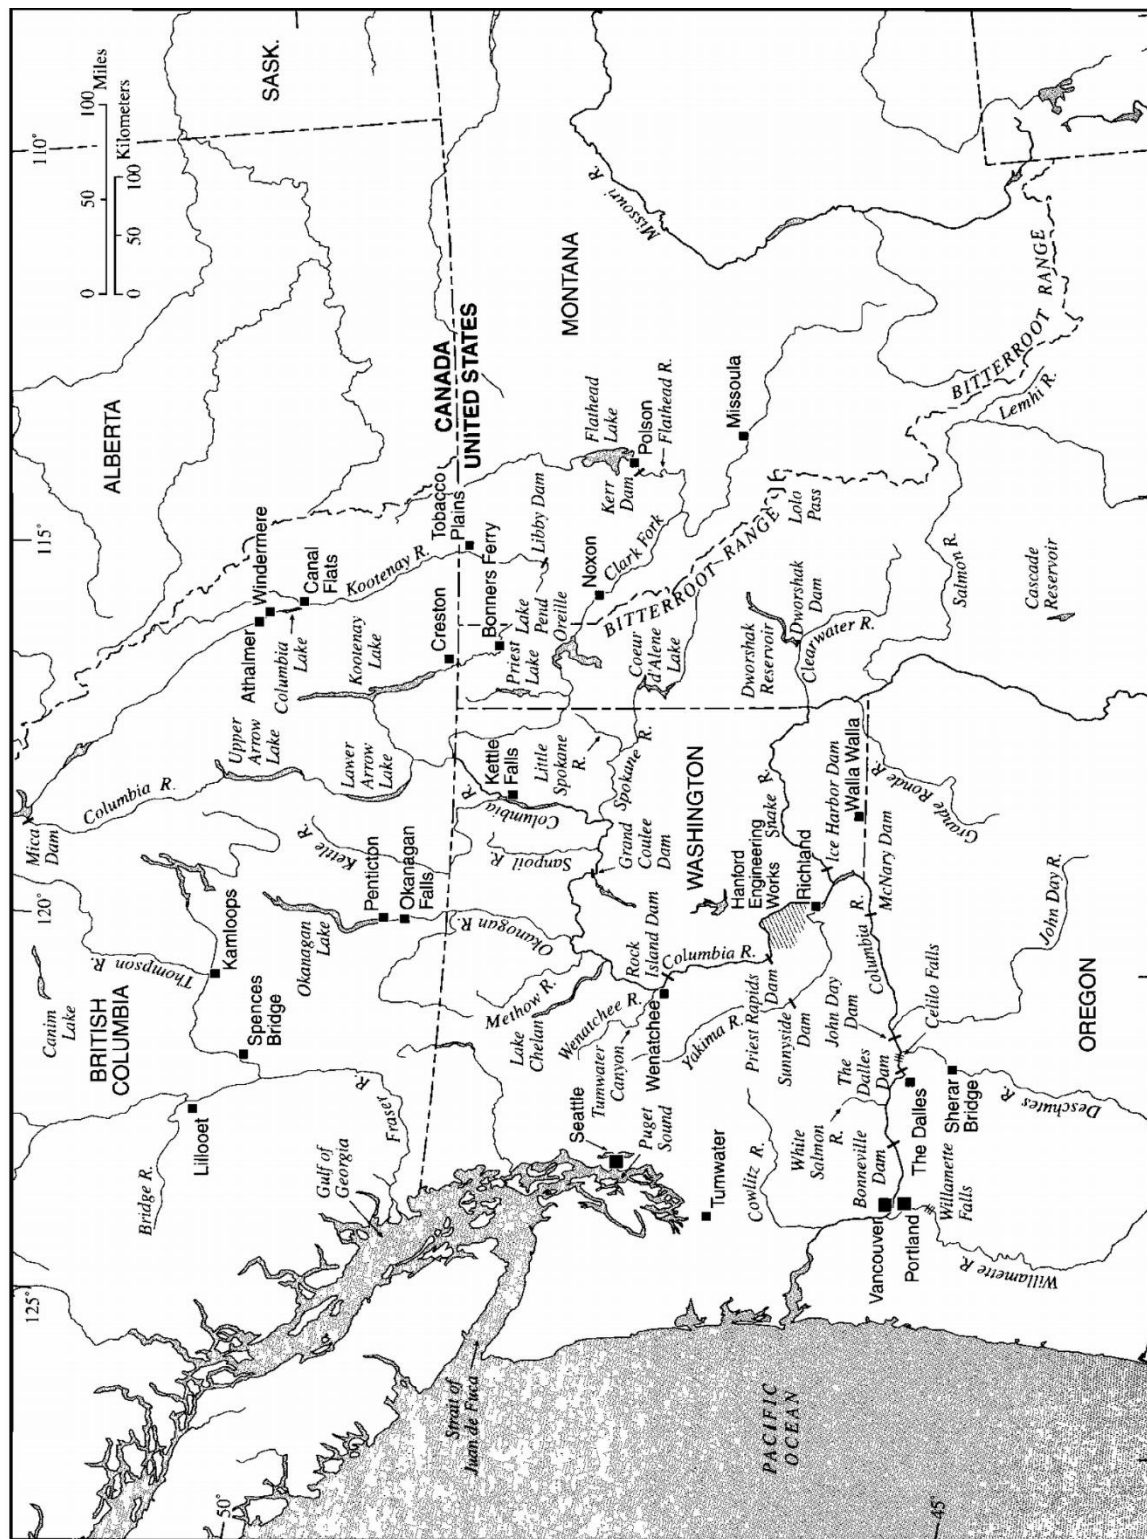 110°
0 50 100
Miles
Kilometers
0 50 100
SASK.
ALBERTA
CANADA
UNITED STATES
MONTANA
Missouri R.
115°
Athalmer
Windermere
Canal
Flats
Columbia
Lake
Kootenay R.
Kootenay
Lake
Creston
Tobacco
Plains
Bonners Ferry
Libby Dam
Priest
Lake
Lake
Pend
Oreille
Noxon
Clark Fork
Flathead
Lake
Kerr
Dam
Polson
Flathead R.
Missoula
BITTERROOT RANGE
Lolo
Pass
BITTERROOT RANGE
Lemhi R.
Salmon R.
Cascade
Reservoir
Coeur
d'Alene
Lake
Dworshak
Reservoir
Dworshak
Dam
Clearwater R.
Mica
Dam
Columbia R.
Upper
Arrow
Lake
Lower
Arrow
Lake
Kettle R.
Columbia R.
Kettle
Falls
Little
Spokane
R.
Spokane R.
Sanpoil R.
Grand
Coulee
Dam
WASHINGTON
Hanford
Engineering
Works
Richland
Snake R.
Ice Harbor Dam
Walla Walla
McNary Dam
Grande Ronde R.
120°
Canim
Lake
BRITISH
COLUMBIA
Thompson R.
Kamloops
Spences
Bridge
Okanagan
Lake
Penticton
Okanagan
Falls
Okanogan R.
Methow R.
Lake
Chelan
Wenatchee R.
Tumwater
Canyon
Wenatchee
Rock
Island Dam
Columbia R.
Yakima R.
Priest Rapids
Dam
Sunnyside
Dam
John Day
Dam
Columbia R.
Celilo Falls
The
Dalles
Dam
John Day R.
OREGON
Bridge R.
Lillooet
Fraser R.
Gulf of
Georgia
Seattle
Puget
Sound
Tumwater
Cowlitz R.
White
Salmon
R.
Bonneville
Dam
The Dalles
Sherar
Bridge
Deschutes R.
Vancouver
Portland
Willamette
Falls
Willamette R.
125°
50°
Strait of
Juan de Fuca
PACIFIC
OCEAN
45°